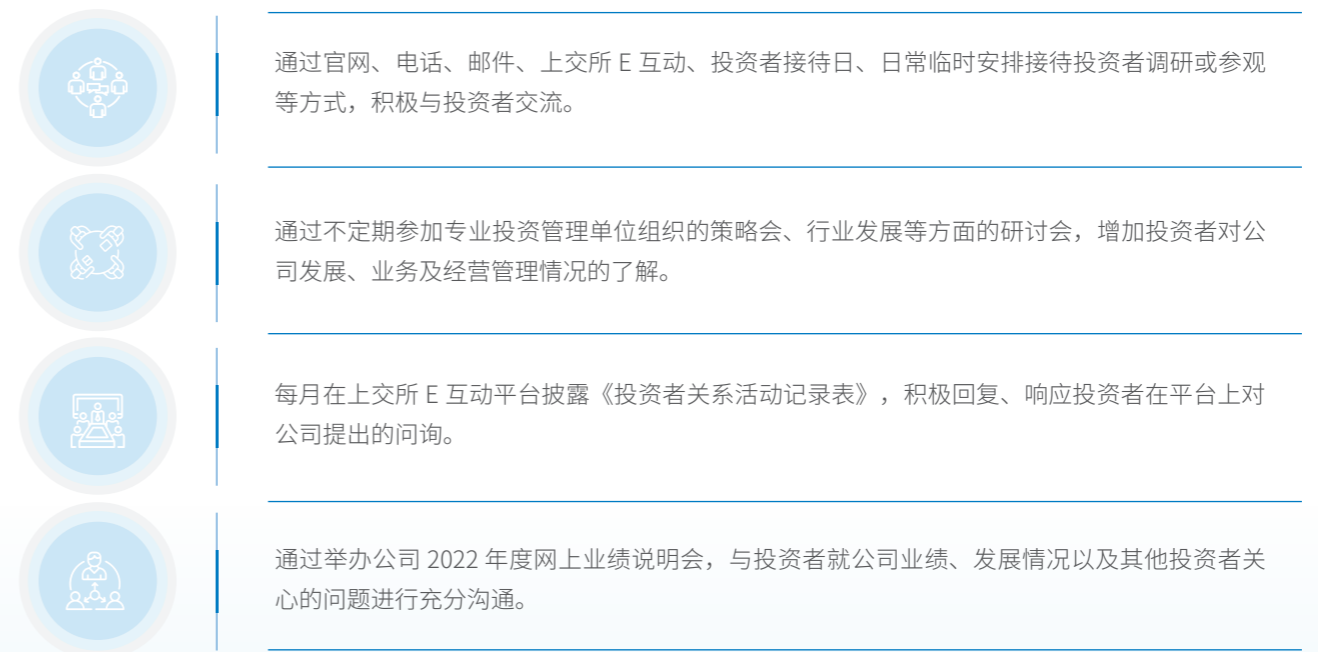 通过官网、电话、邮件、上交所 E 互动、投资者接待日、日常临时安排接待投资者调研或参观
等方式，积极与投资者交流。
通过不定期参加专业投资管理单位组织的策略会、行业发展等方面的研讨会，增加投资者对公
司发展、业务及经营管理情况的了解。
每月在上交所 E 互动平台披露《投资者关系活动记录表》，积极回复、响应投资者在平台上对
公司提出的问询。
通过举办公司 2022 年度网上业绩说明会，与投资者就公司业绩、发展情况以及其他投资者关
心的问题进行充分沟通。